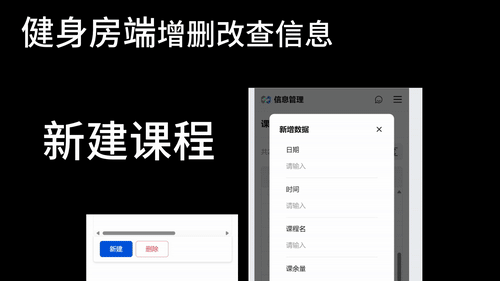 健身房端增删改查信息
新建课程
信息管理
课
共
新增数据
日期
请输入
时间
请输入
课程名
请输入
课余量
新建
删除